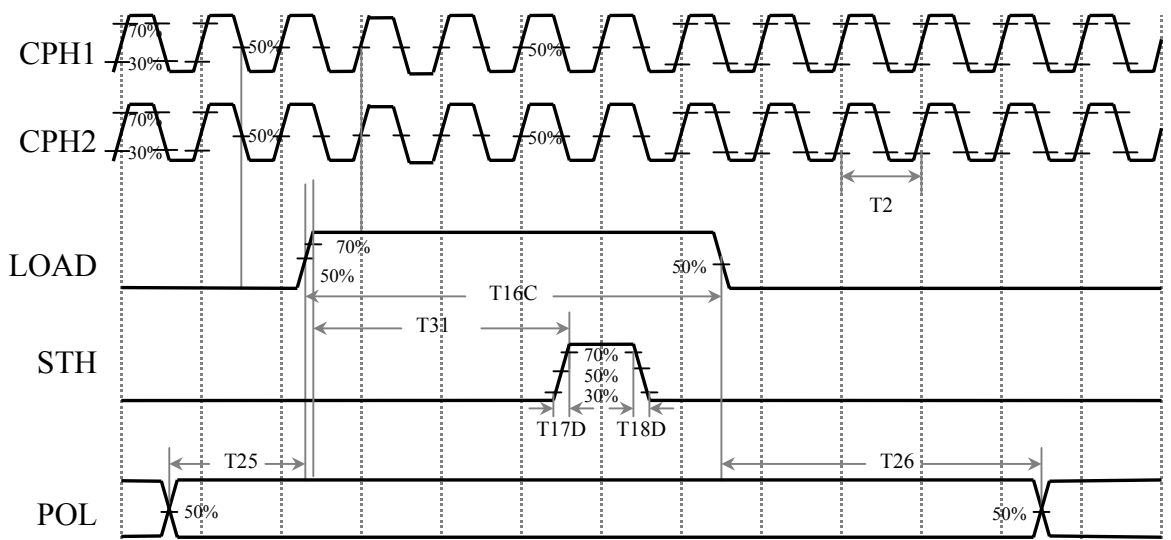 70%
CPH1 50% 50%
30%
70%
CPH2 50% 50%
30%
T2
LOAD 70%
50% 50%
T16C
T31
STH 70%
50%
30%
T17D T18D
T25 T26
POL 50% 50%